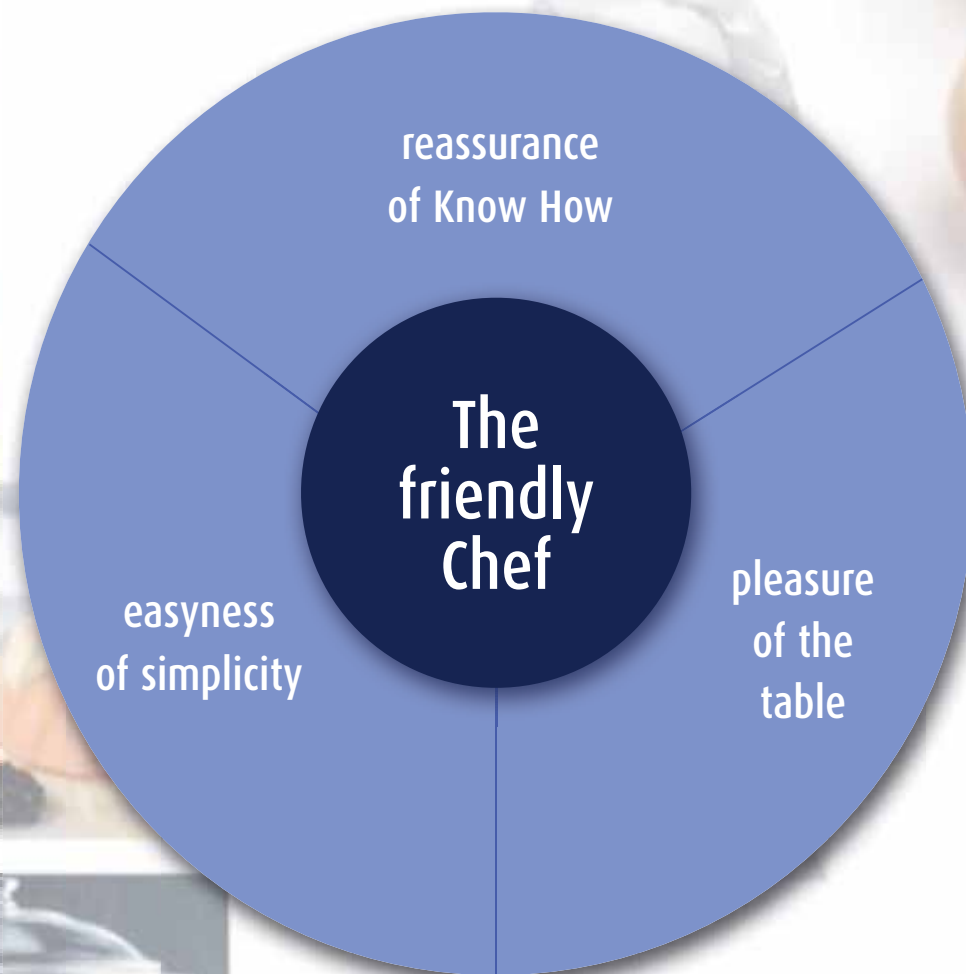 reassurance
of Know How
The
friendly
Chef
easyness
of simplicity
pleasure
of the
table